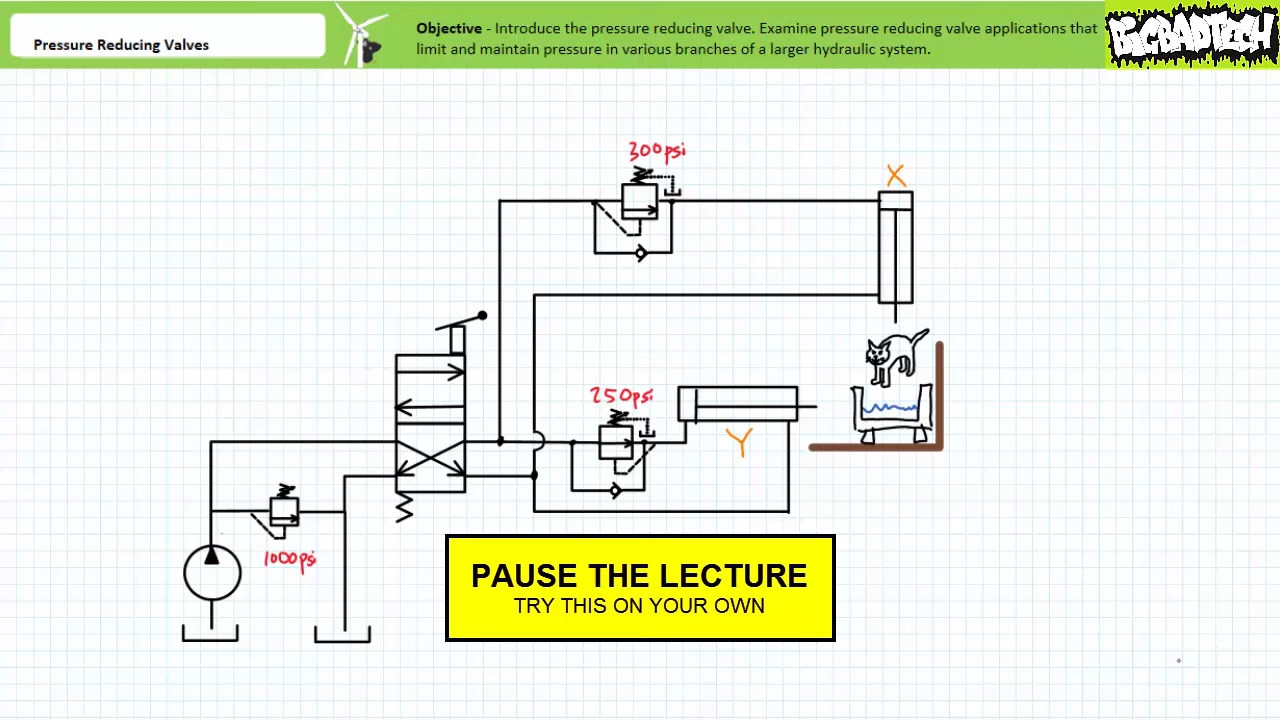 Pressure Reducing Valves
Objective - Introduce the pressure reducing valve. Examine pressure reducing valve applications that
limit and maintain pressure in various branches of a larger hydraulic system.
BIGBADTECH
300psi
X
250psi
Y
1000psi
PAUSE THE LECTURE
TRY THIS ON YOUR OWN